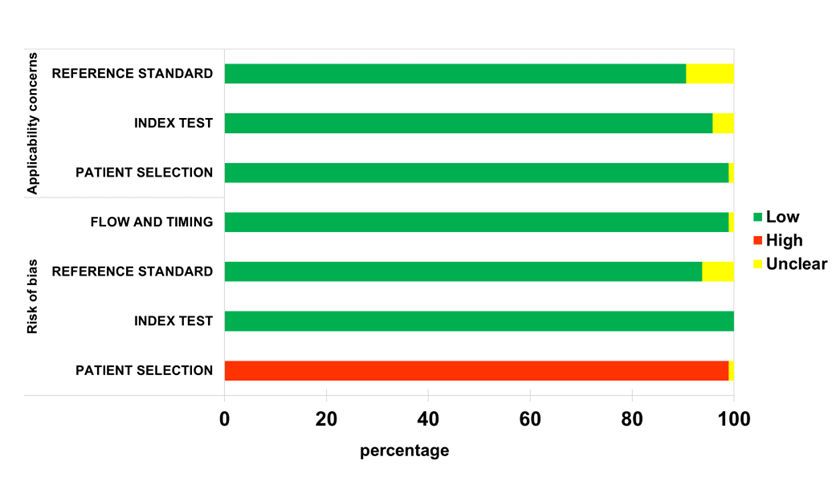 Applicability concerns
REFERENCE STANDARD
INDEX TEST
PATIENT SELECTION
Risk of bias
FLOW AND TIMING
REFERENCE STANDARD
INDEX TEST
PATIENT SELECTION
0 20 40 60 80 100
percentage
Low
High
Unclear